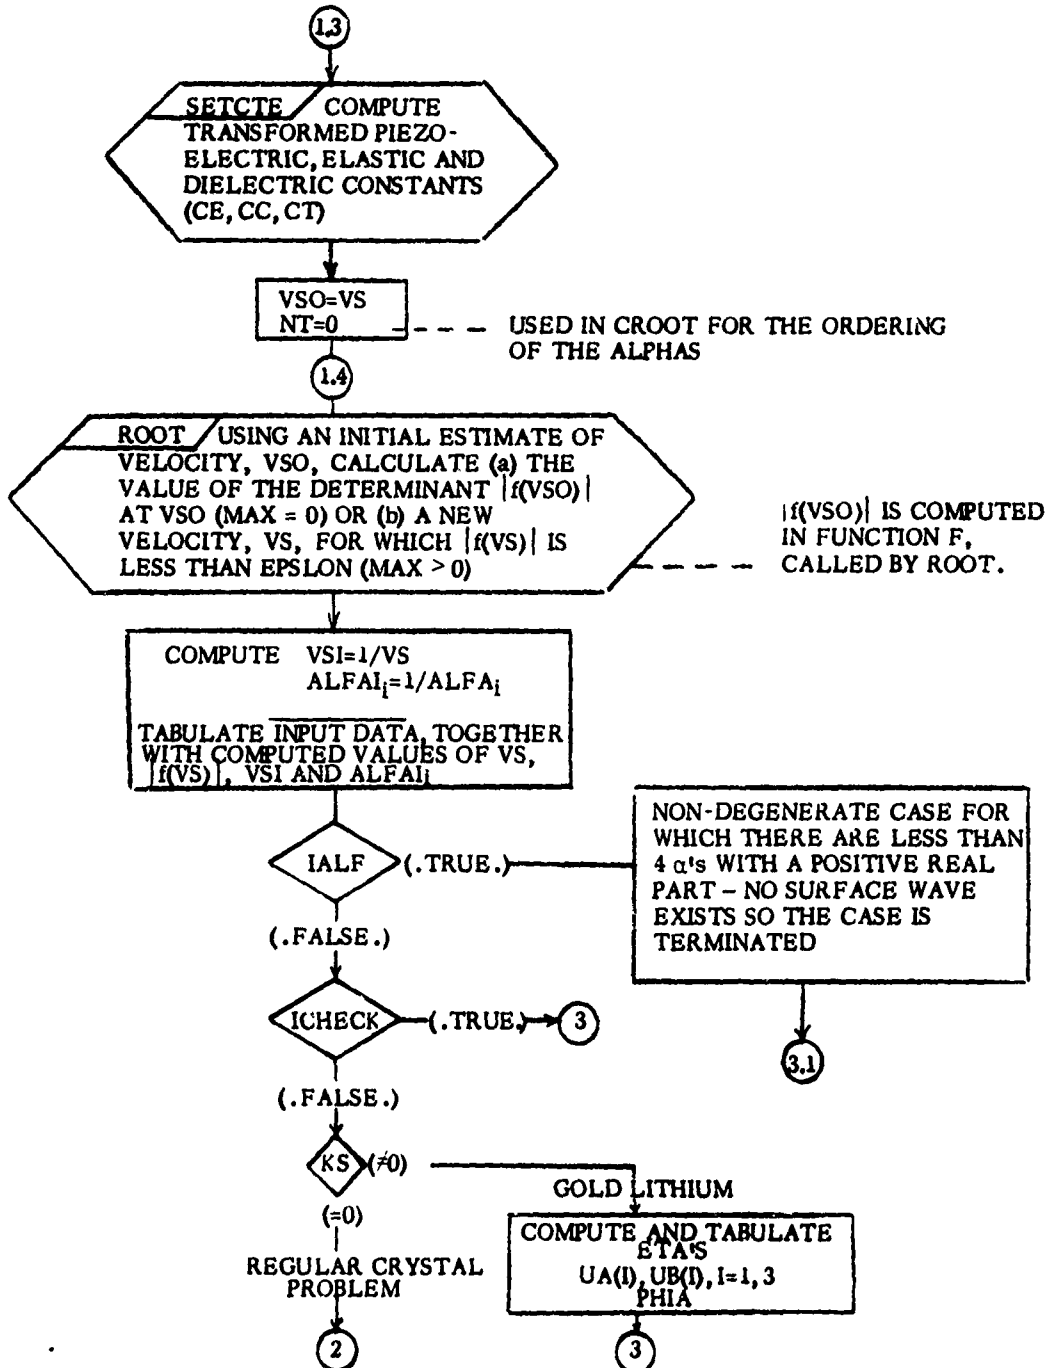 1.3
SETCTE COMPUTE
TRANSFORMED PIEZO-
ELECTRIC, ELASTIC AND
DIELECTRIC CONSTANTS
(CE, CC, CT)
VSO=VS
NT=0
USED IN CROOT FOR THE ORDERING
OF THE ALPHAS
1.4
ROOT USING AN INITIAL ESTIMATE OF
VELOCITY, VSO, CALCULATE (a) THE
VALUE OF THE DETERMINANT |f(VSO)|
AT VSO (MAX = 0) OR (b) A NEW
VELOCITY, VS, FOR WHICH |f(VS)| IS
LESS THAN EPSLON (MAX > 0)
|f(VSO)| IS COMPUTED
IN FUNCTION F,
CALLED BY ROOT.
COMPUTE VSI=1/VS
ALFAIi=1/ALFAi
TABULATE INPUT DATA, TOGETHER
WITH COMPUTED VALUES OF VS,
|f(VS)|, VSI AND ALFAIi
IALF (.TRUE.)
NON-DEGENERATE CASE FOR
WHICH THERE ARE LESS THAN
4 α's WITH A POSITIVE REAL
PART – NO SURFACE WAVE
EXISTS SO THE CASE IS
TERMINATED
(.FALSE.)
ICHECK (.TRUE.) 3
3.1
(.FALSE.)
KS (≠0)
GOLD LITHIUM
(=0)
COMPUTE AND TABULATE
ETA'S
UA(I), UB(I), I=1, 3
PHIA
REGULAR CRYSTAL
PROBLEM
2
3